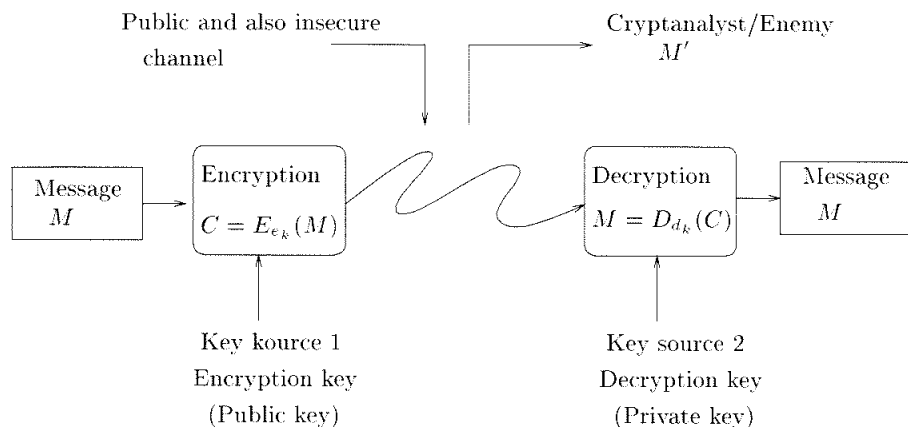 Public and also insecure
channel
Cryptanalyst/Enemy
M′
Message
M
Encryption
C = E_{e_k}(M)
Decryption
M = D_{d_k}(C)
Message
M
Key kource 1
Encryption key
(Public key)
Key source 2
Decryption key
(Private key)